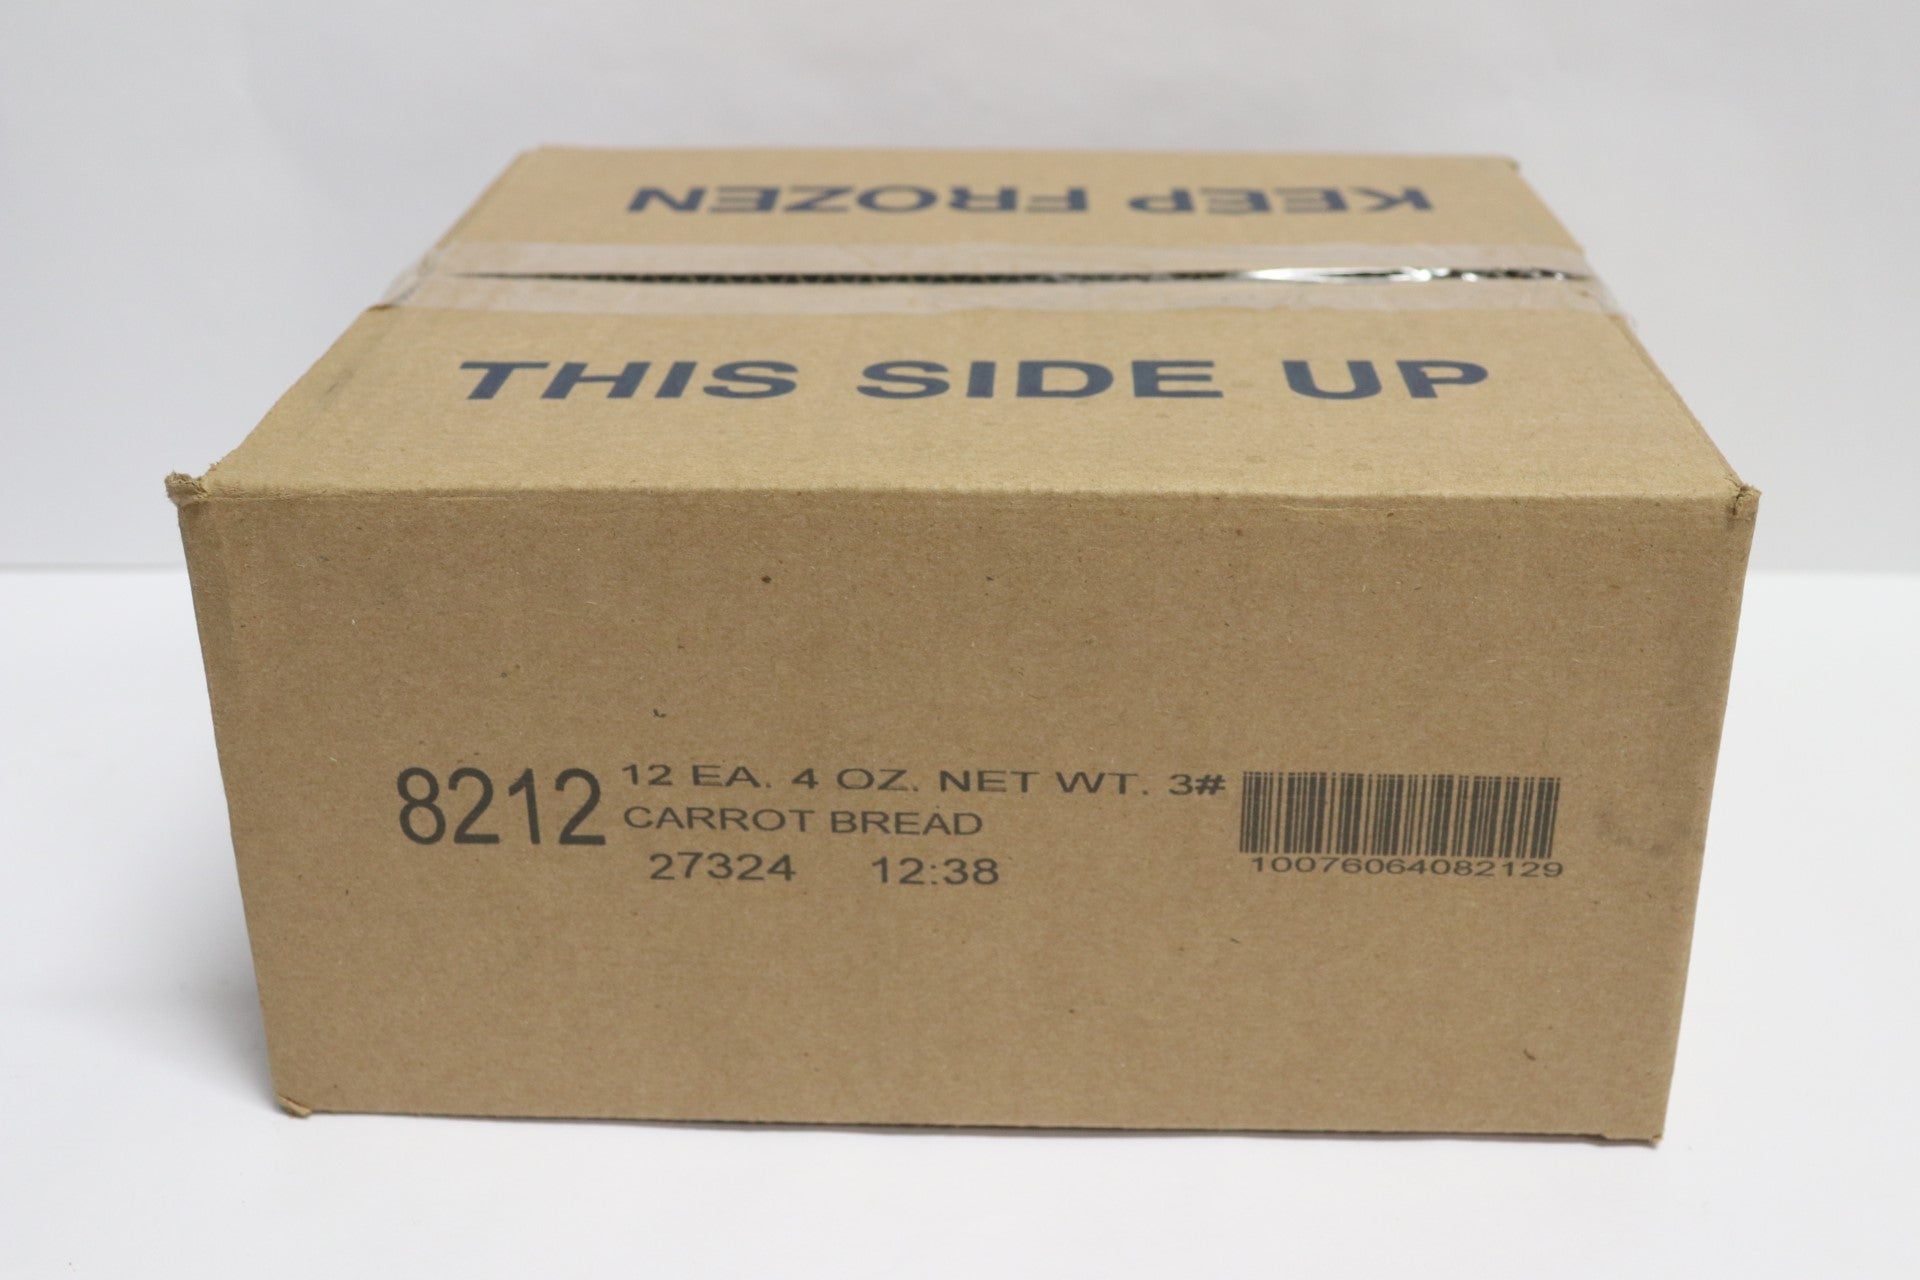 KEEP FROZEN
THIS SIDE UP
8212
12 EA. 4 OZ. NET WT. 3#
CARROT BREAD
27324 12:38
10076064082129